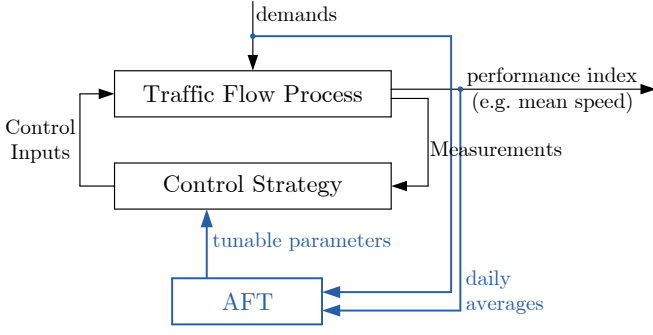 demands
performance index
(e.g. mean speed)
Traffic Flow Process
Control
Inputs
Measurements
Control Strategy
tunable parameters
daily
averages
AFT